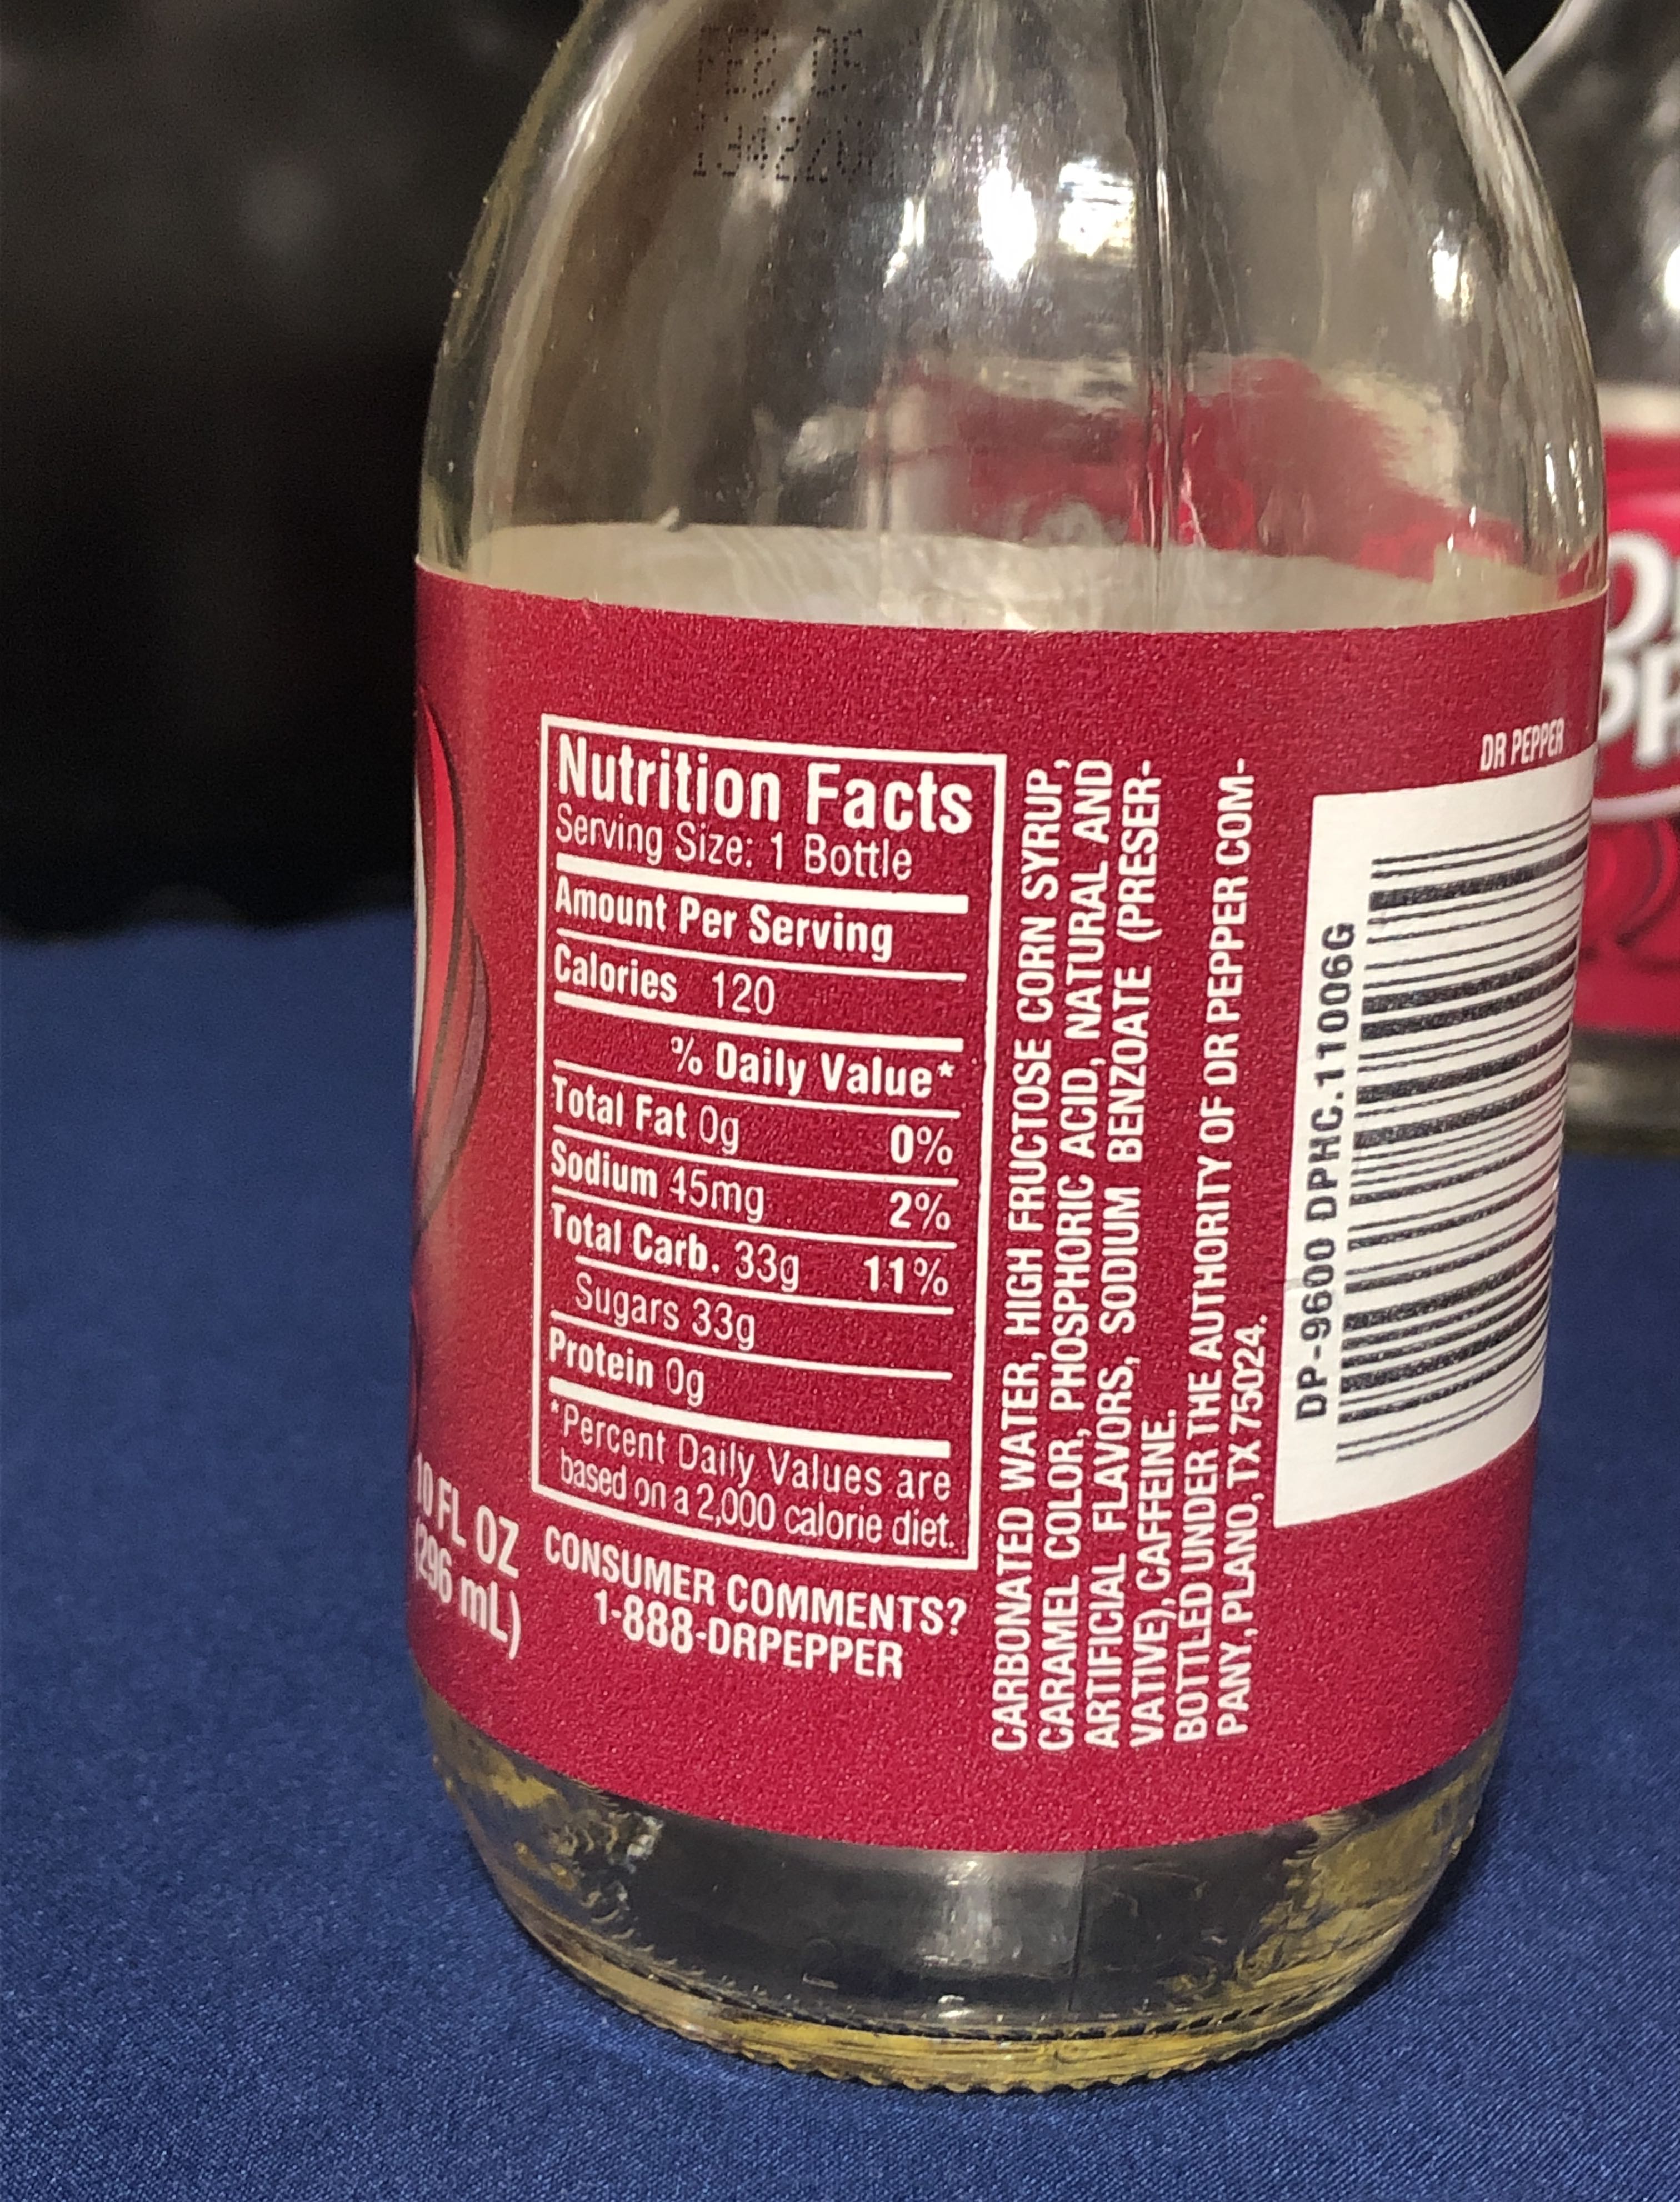 FEB 05
Nutrition Facts
Serving Size: 1 Bottle
Amount Per Serving
Calories 120
% Daily Value*
Total Fat 0g 0%
Sodium 45mg 2%
Total Carb. 33g 11%
Sugars 33g
Protein 0g
*Percent Daily Values are
based on a 2,000 calorie diet.
10 FL OZ
(296 mL)
CONSUMER COMMENTS?
1-888-DRPEPPER
CARBONATED WATER, HIGH FRUCTOSE CORN SYRUP,
CARAMEL COLOR, PHOSPHORIC ACID, NATURAL AND
ARTIFICIAL FLAVORS, SODIUM BENZOATE (PRESER-
VATIVE), CAFFEINE.
BOTTLED UNDER THE AUTHORITY OF DR PEPPER COM-
PANY, PLANO, TX 75024.
DR PEPPER
DP-9600 DPHC.11006G